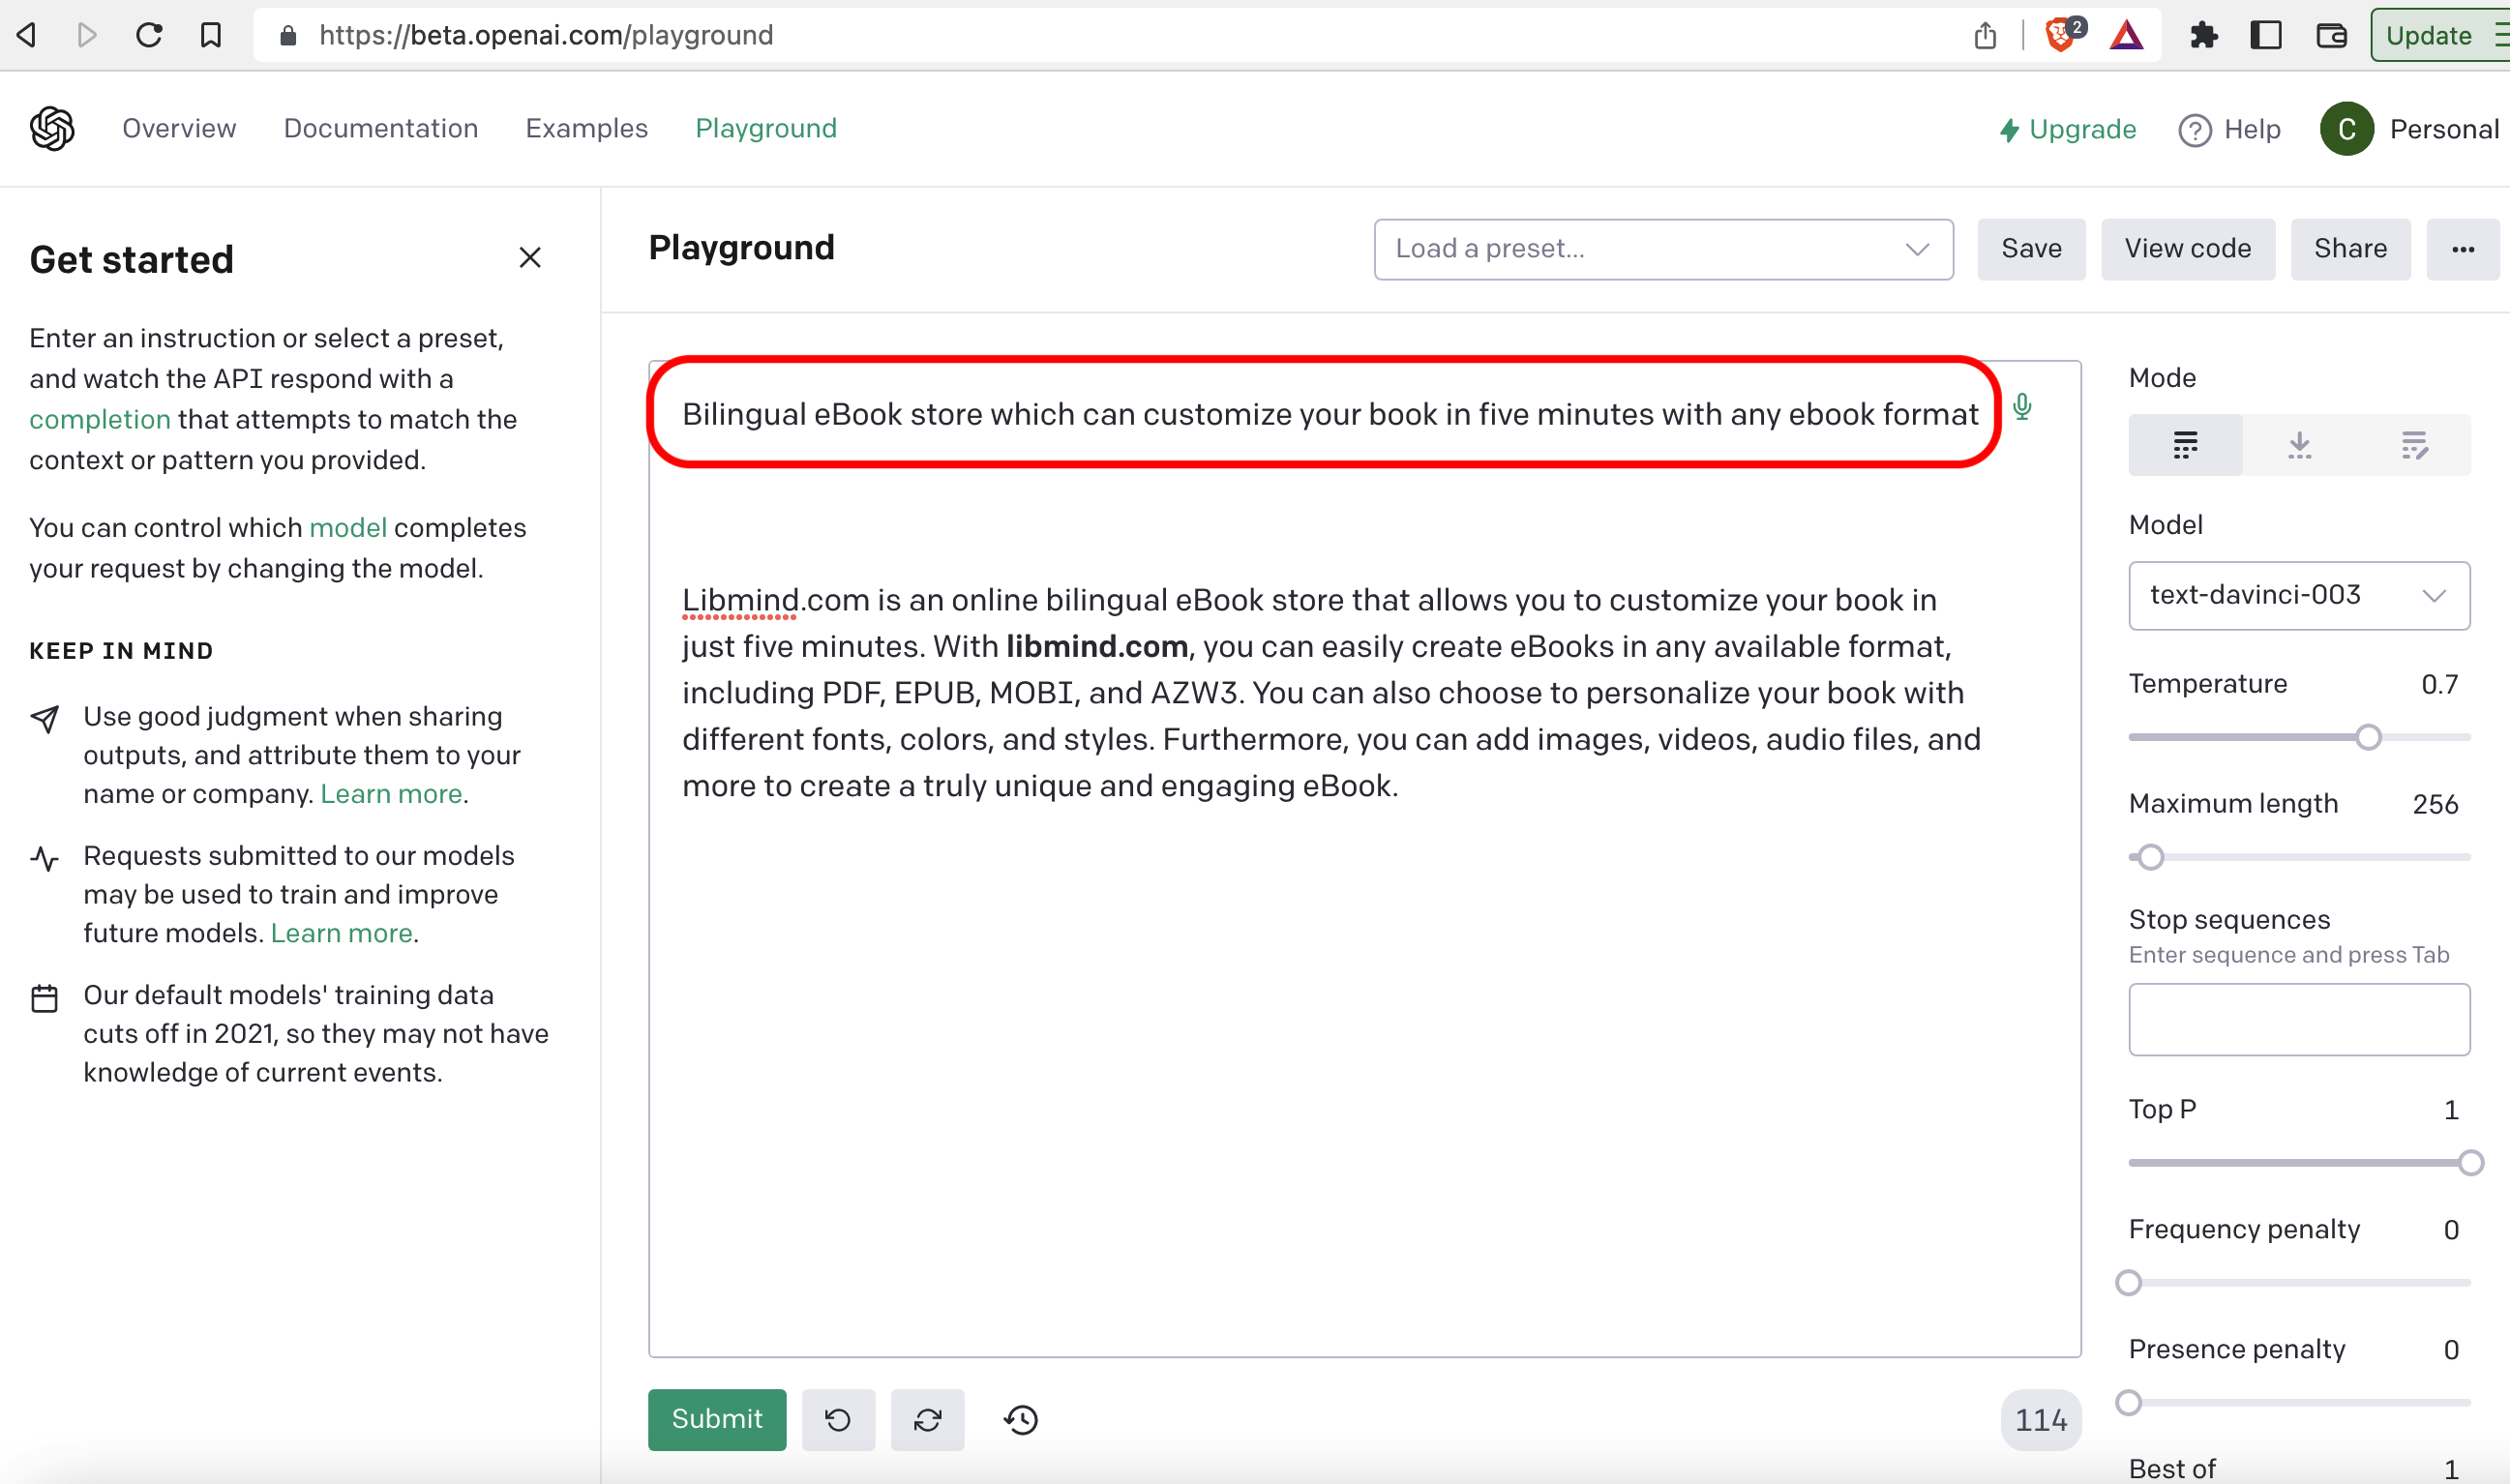 https://beta.openai.com/playground
2
Update
Overview
Documentation
Examples
Playground
Upgrade
? Help
C
Personal
Get started
Enter an instruction or select a preset,
and watch the API respond with a
completion that attempts to match the
context or pattern you provided.
You can control which model completes
your request by changing the model.
KEEP IN MIND
Use good judgment when sharing
outputs, and attribute them to your
name or company. Learn more.
Requests submitted to our models
may be used to train and improve
future models. Learn more.
Our default models' training data
cuts off in 2021, so they may not have
knowledge of current events.
Playground
Load a preset...
Save
View code
Share
...
Bilingual eBook store which can customize your book in five minutes with any ebook format
Libmind.com is an online bilingual eBook store that allows you to customize your book in
just five minutes. With libmind.com, you can easily create eBooks in any available format,
including PDF, EPUB, MOBI, and AZW3. You can also choose to personalize your book with
different fonts, colors, and styles. Furthermore, you can add images, videos, audio files, and
more to create a truly unique and engaging eBook.
Submit
114
Mode
Model
text-davinci-003
Temperature 0.7
Maximum length 256
Stop sequences
Enter sequence and press Tab
Top P 1
Frequency penalty 0
Presence penalty 0
Best of 1